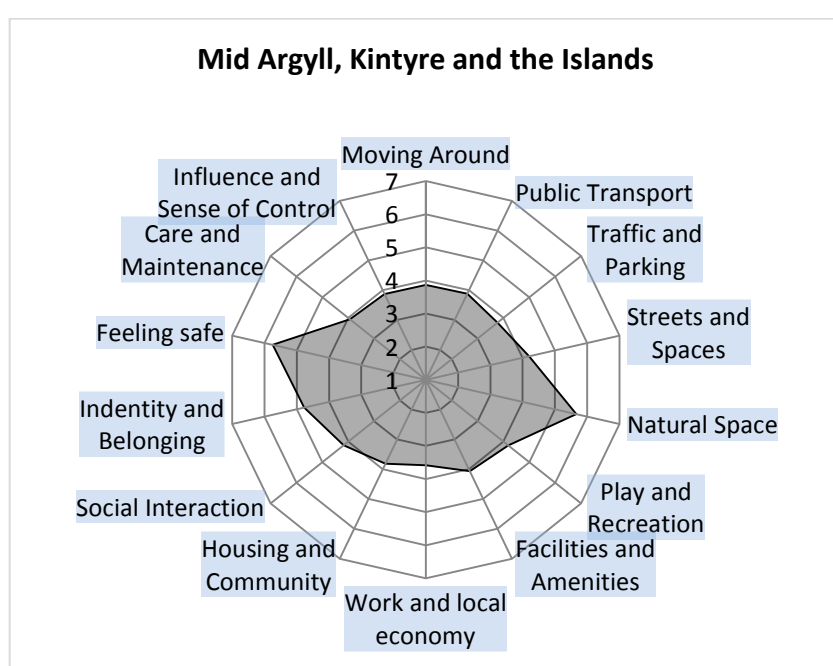 Mid Argyll, Kintyre and the Islands
Moving Around
Public Transport
Traffic and
Parking
Streets and
Spaces
Natural Space
Play and
Recreation
Facilities and
Amenities
Work and local
economy
Housing and
Community
Social Interaction
Indentity and
Belonging
Feeling safe
Care and
Maintenance
Influence and
Sense of Control
7
6
5
4
3
2
1